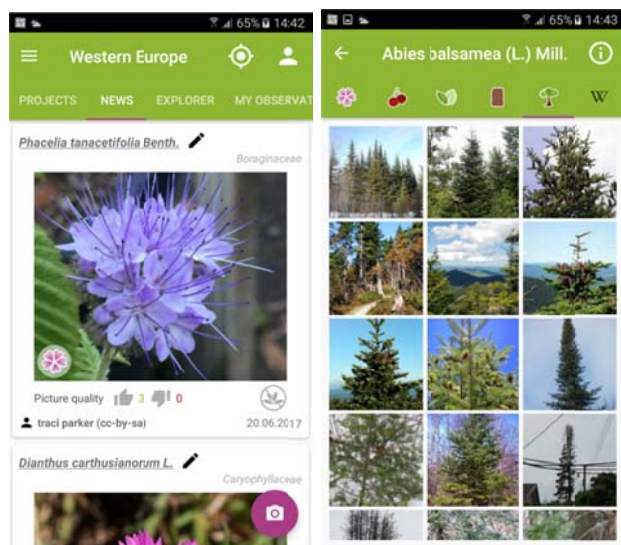 65% 14:42
Western Europe
PROJECTS NEWS EXPLORER MY OBSERVAT
Phacelia tanacetifolia Benth.
Boraginaceae
Picture quality 3 0
traci parker (cc-by-sa) 20.06.2017
Dianthus carthusianorum L.
Caryophyllaceae
65% 14:43
Abies balsamea (L.) Mill.
W